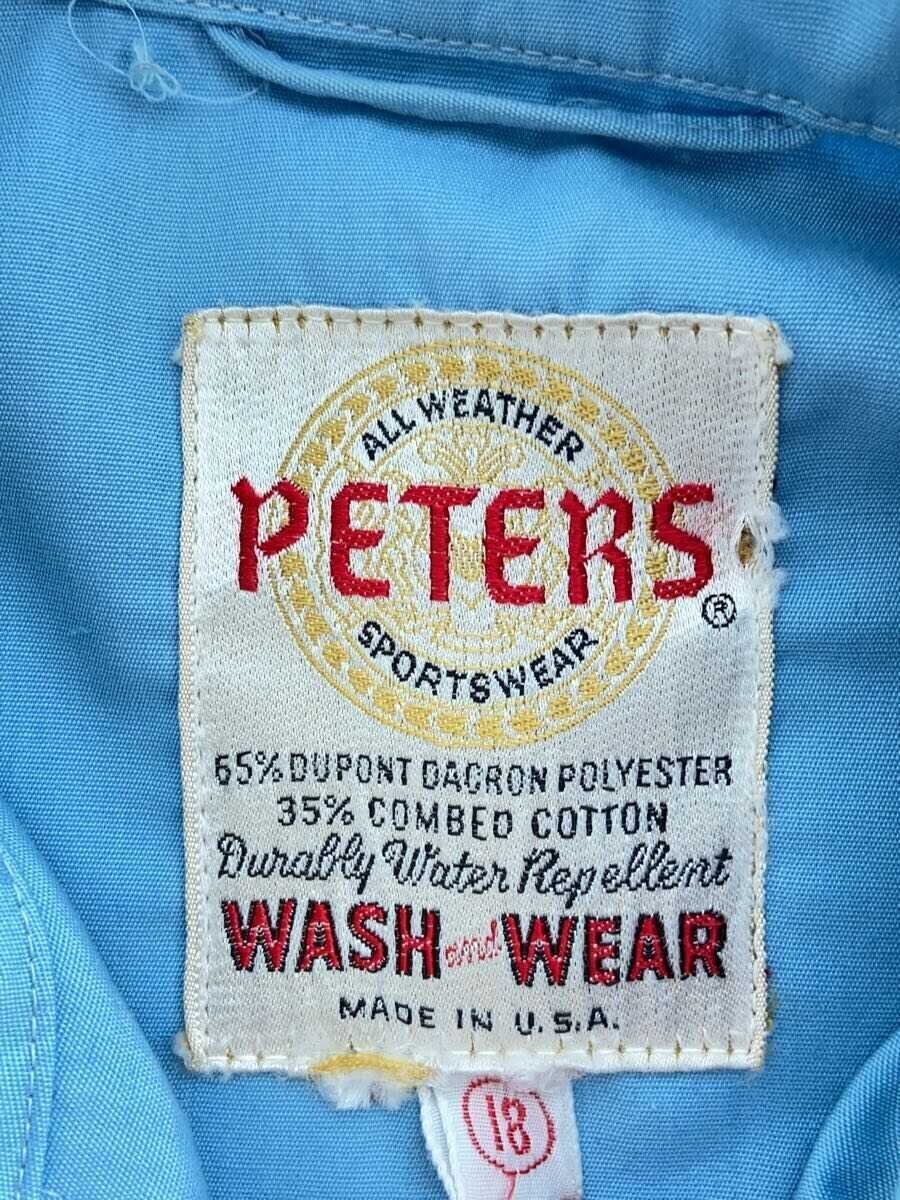 ALL WEATHER
PETERS
®
SPORTSWEAR
65% DUPONT DACRON POLYESTER
35% COMBED COTTON
Durably Water Repellent
WASH and WEAR
MADE IN U.S.A.
18